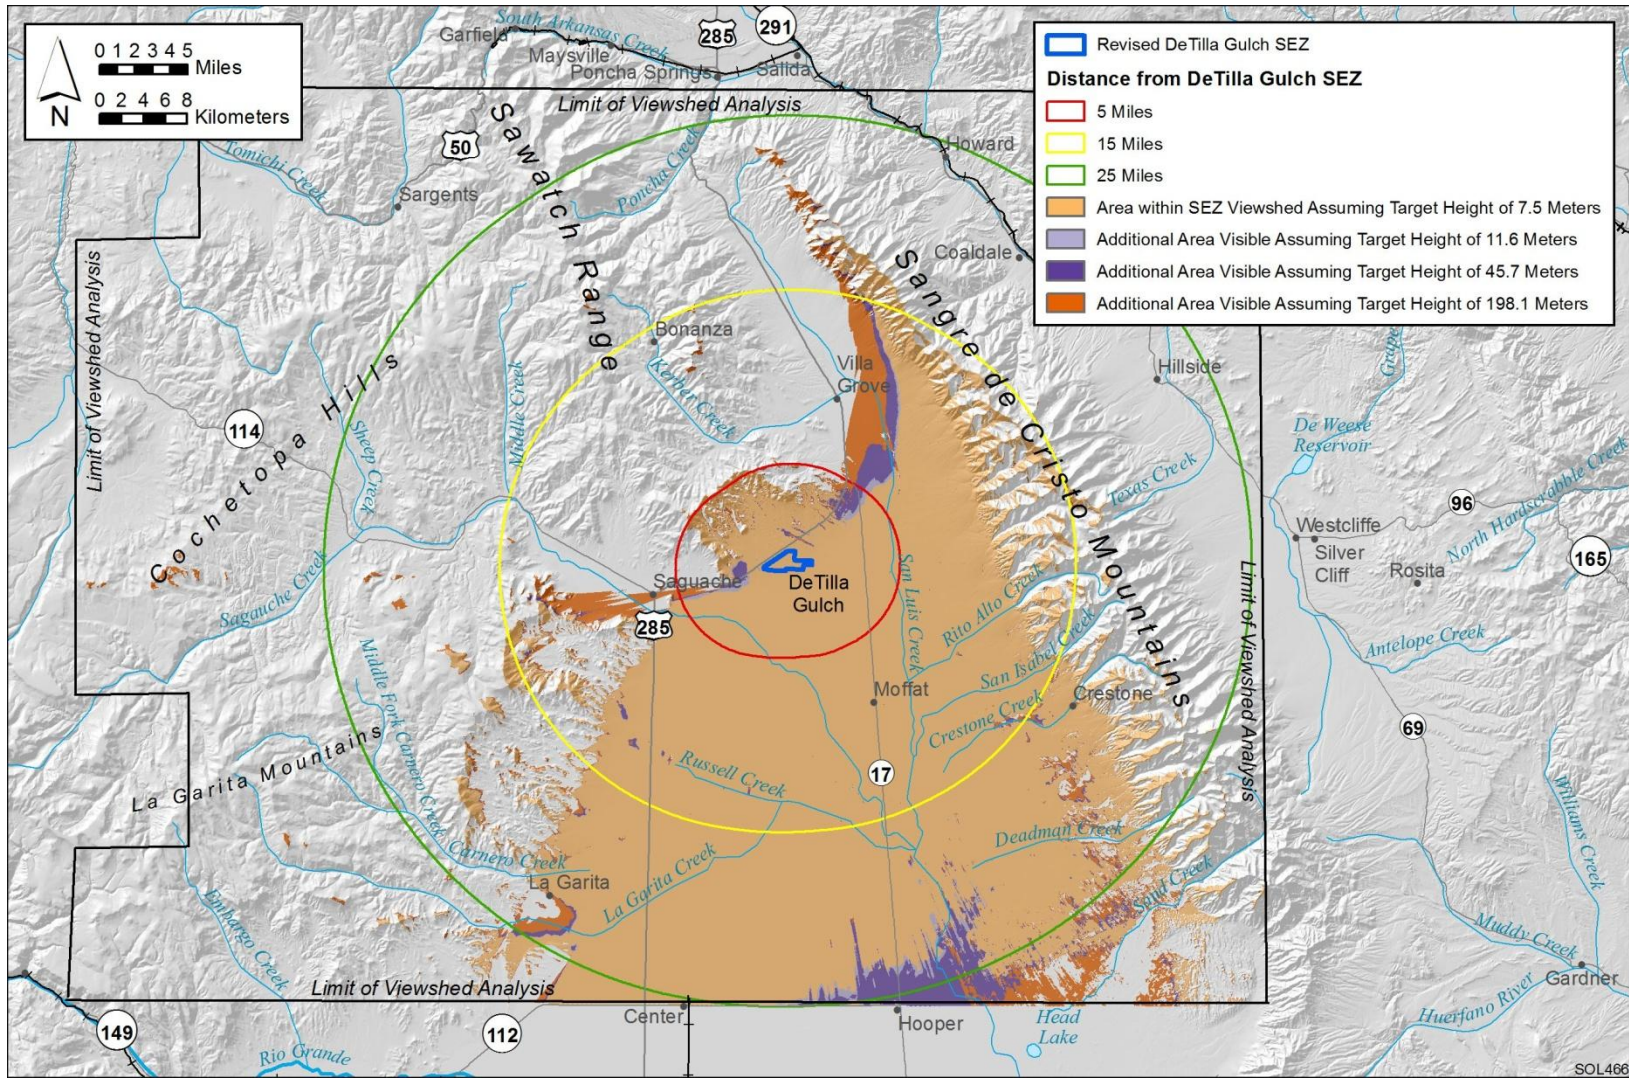 0 1 2 3 4 5
Miles
0 2 4 6 8
Kilometers
N
Revised DeTilla Gulch SEZ
Distance from DeTilla Gulch SEZ
5 Miles
15 Miles
25 Miles
Area within SEZ Viewshed Assuming Target Height of 7.5 Meters
Additional Area Visible Assuming Target Height of 11.6 Meters
Additional Area Visible Assuming Target Height of 45.7 Meters
Additional Area Visible Assuming Target Height of 198.1 Meters
South Arkansas Creek
Garfield
Maysville
Poncha Springs
285
291
Salida
Limit of Viewshed Analysis
Howard
50
Tomichi Creek
Sargents
Poncha Creek
Sawatch Range
Coaldale
Sangre de Cristo Mountains
Limit of Viewshed Analysis
Bonanza
Villa
Grove
Kerber Creek
Middle Creek
Hillside
Grape
Cochetopa Hills
114
Sheep Creek
De Weese
Reservoir
Texas Creek
96
North Hardscrabble Creek
Westcliffe
Silver
Cliff
Rosita
165
Saguache
DeTilla
Gulch
285
San Luis Creek
Rito Alto Creek
Sagauche Creek
Limit of Viewshed Analysis
Antelope Creek
San Isabel Creek
Moffat
Crestone
Crestone Creek
Middle Fork Carnero Creek
La Garita Mountains
69
17
Russell Creek
Williams Creek
Deadman Creek
Carnero Creek
La Garita
La Garita Creek
Sand Creek
Embargo Creek
Muddy Creek
Gardner
Limit of Viewshed Analysis
Huerfano River
Center
Hooper
Head
Lake
149
112
Rio Grande
SOL466